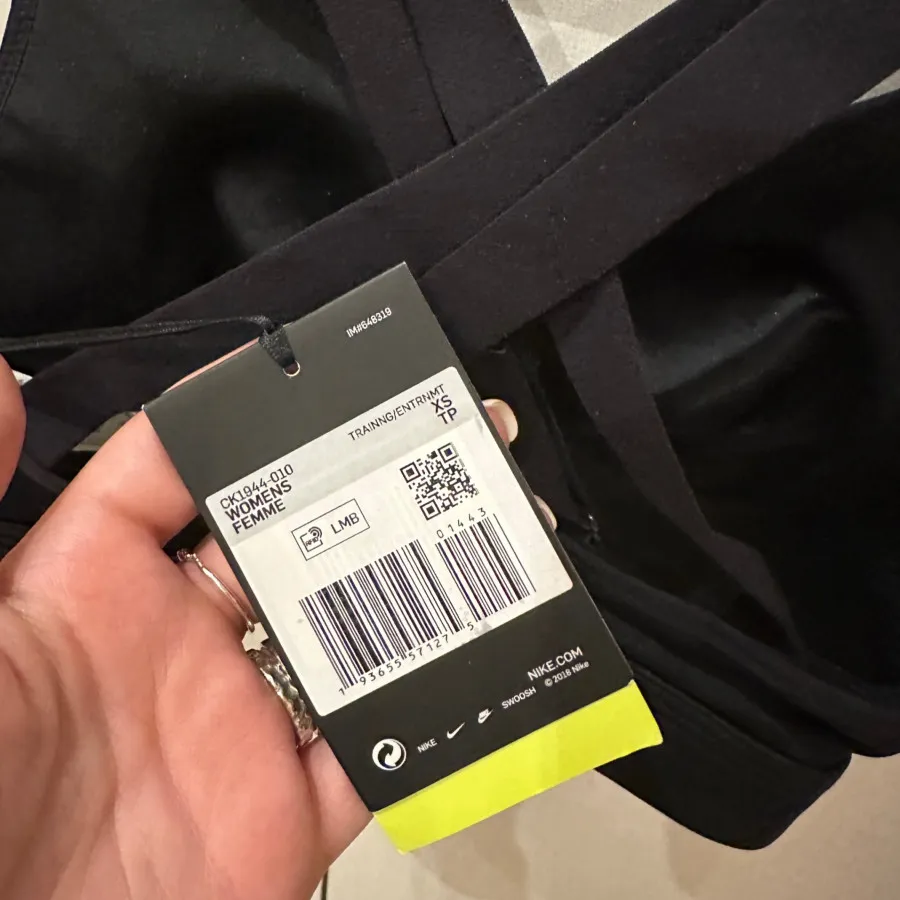 IM#648319
TRAINNG/ENTRNMT
XS
TP
CK1944-010
WOMENS
FEMME
LMB
01443
1 93655 57127 5
NIKE.COM
© 2018 Nike
NIKE SWOOSH